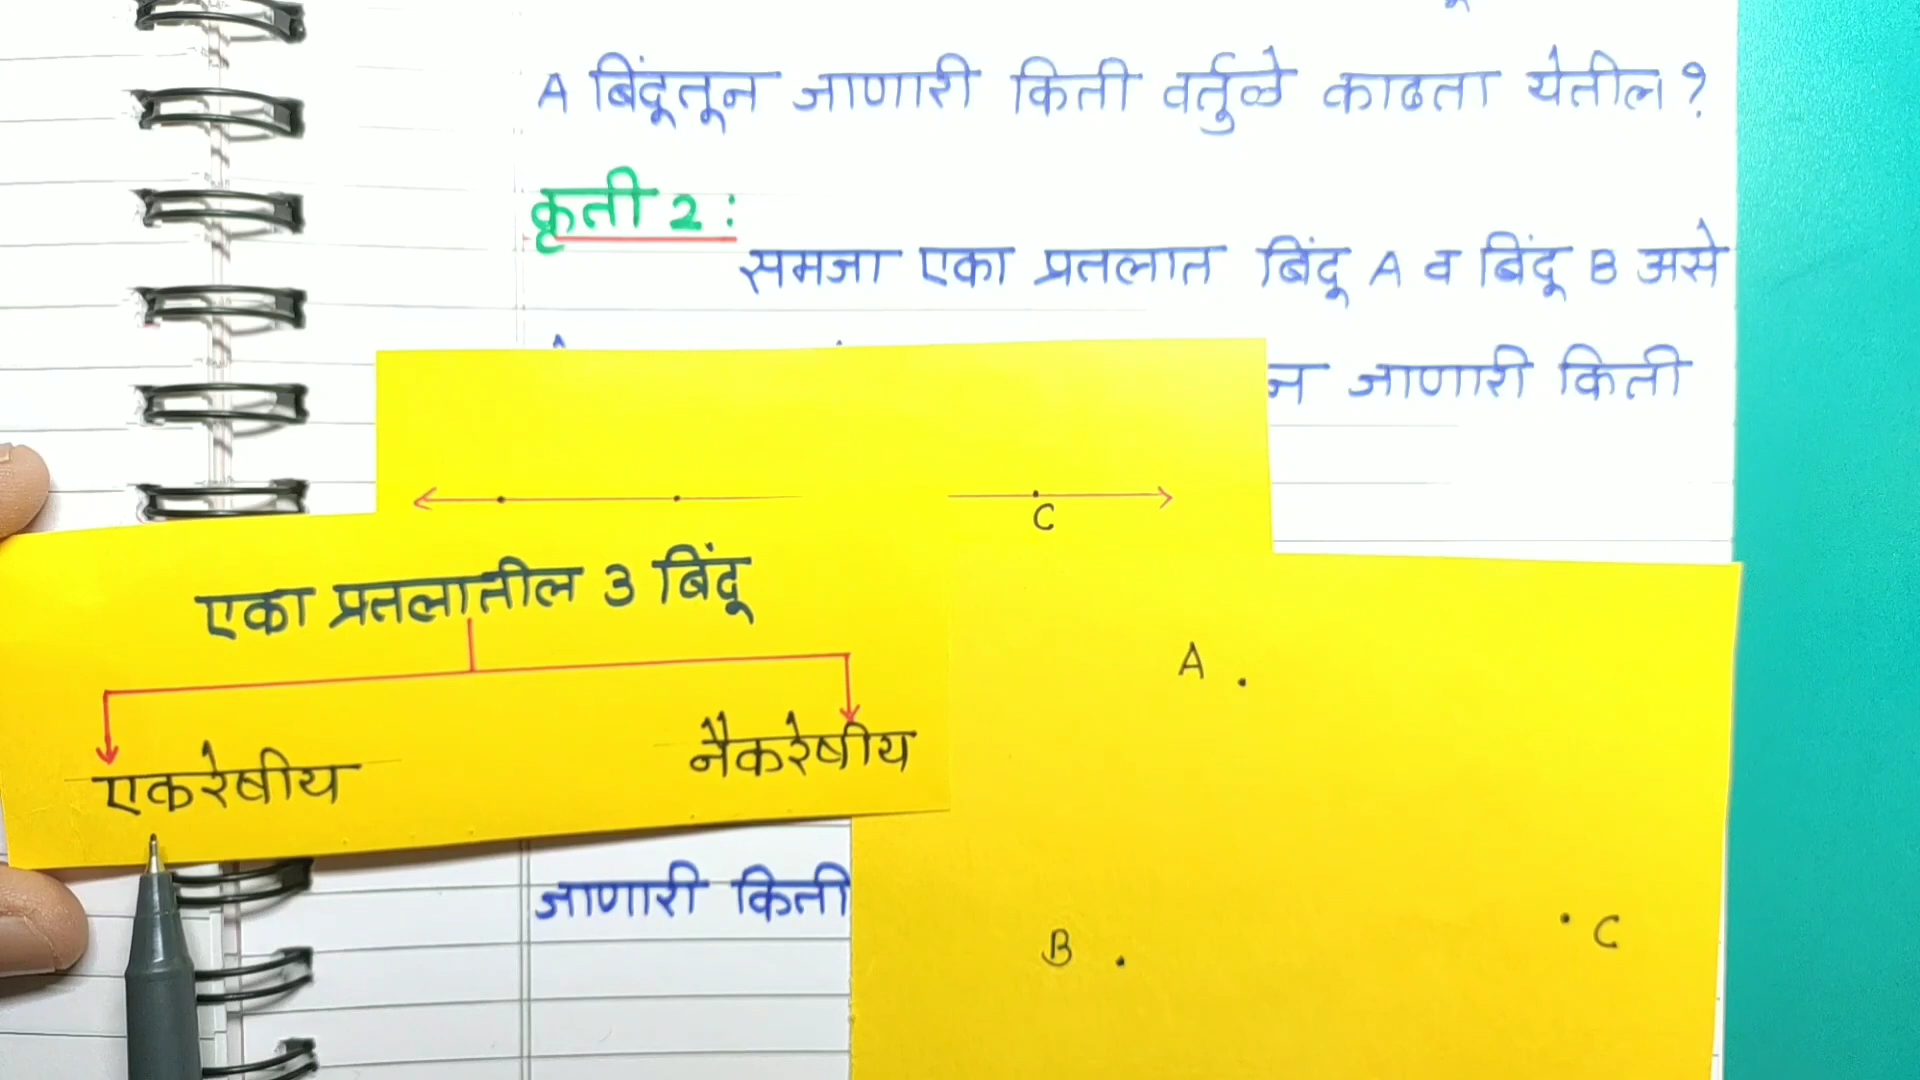 A बिंदूतून जाणारी किती वर्तुळे काढता येतील ?
कृती 2 :
समजा एका प्रतलात बिंदू A व बिंदू B असे
जाणारी किती
C
एका प्रतलातील 3 बिंदू
एकरेषीय
नैकरेषीय
A
B
C
जाणारी किती